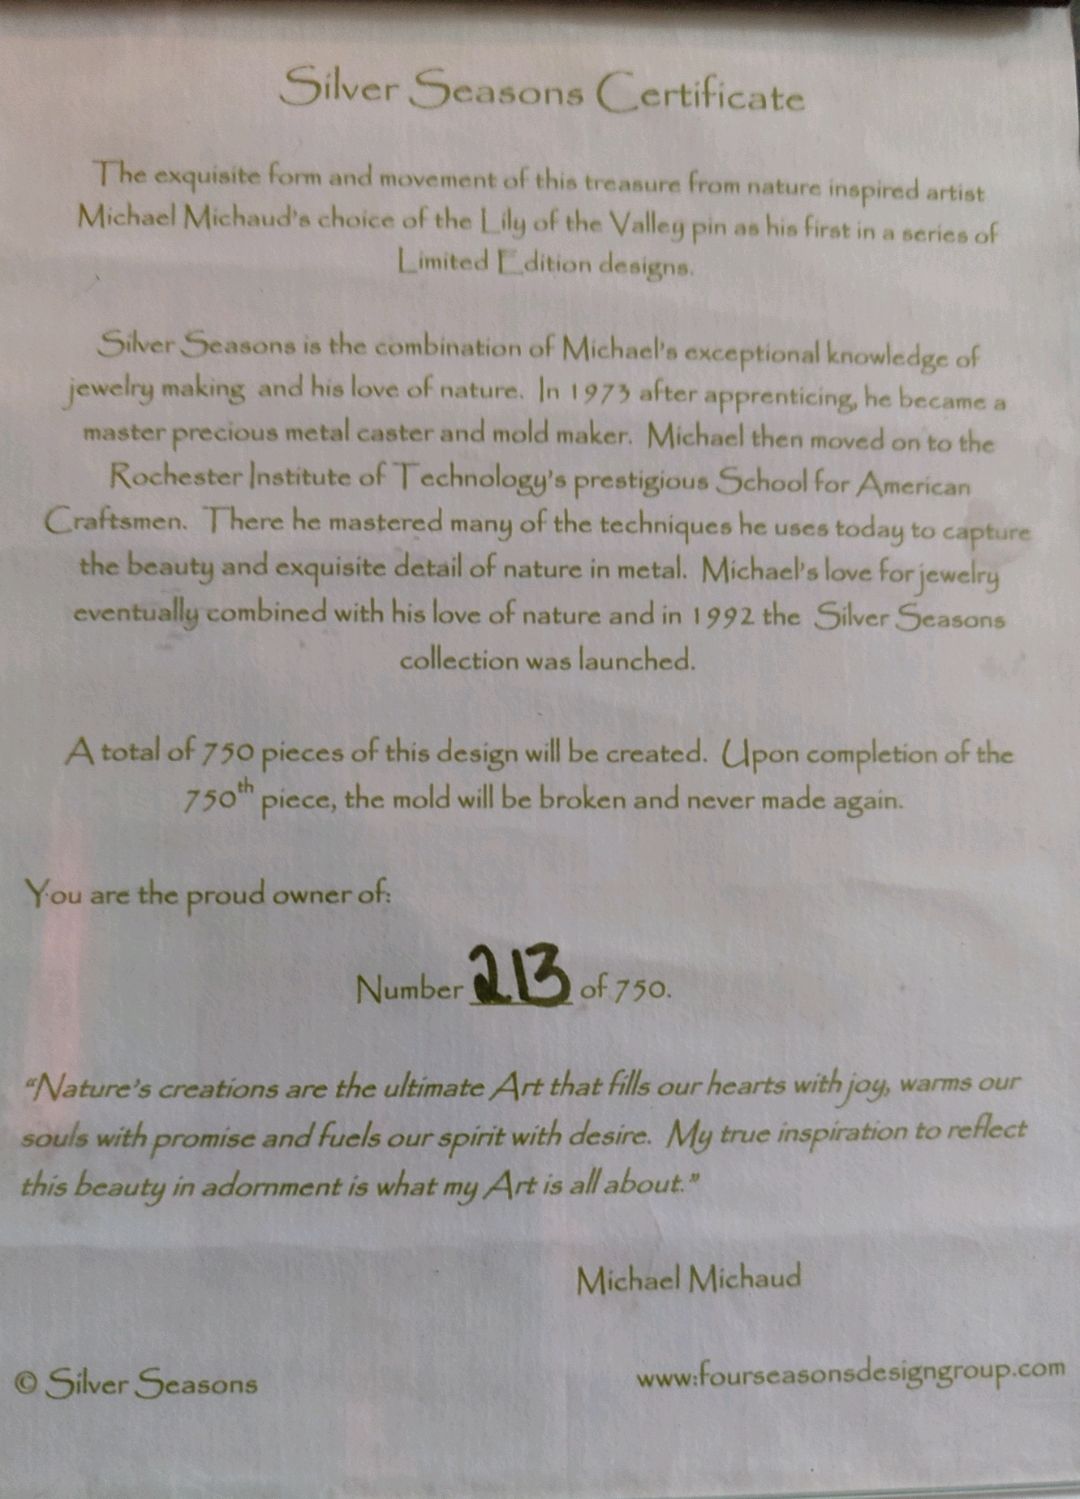 Silver Seasons Certificate
The exquisite form and movement of this treasure from nature inspired artist
Michael Michaud's choice of the Lily of the Valley pin as his first in a series of
Limited Edition designs.
Silver Seasons is the combination of Michael's exceptional knowledge of
jewelry making and his love of nature. In 1973 after apprenticing, he became a
master precious metal caster and mold maker. Michael then moved on to the
Rochester Institute of Technology's prestigious School for American
Craftsmen. There he mastered many of the techniques he uses today to capture
the beauty and exquisite detail of nature in metal. Michael's love for jewelry
eventually combined with his love of nature and in 1992 the Silver Seasons
collection was launched.
A total of 750 pieces of this design will be created. Upon completion of the
750th piece, the mold will be broken and never made again.
You are the proud owner of:
Number 213 of 750.
"Nature's creations are the ultimate Art that fills our hearts with joy, warms our
souls with promise and fuels our spirit with desire. My true inspiration to reflect
this beauty in adornment is what my Art is all about."
Michael Michaud
© Silver Seasons
www.fourseasonsdesigngroup.com